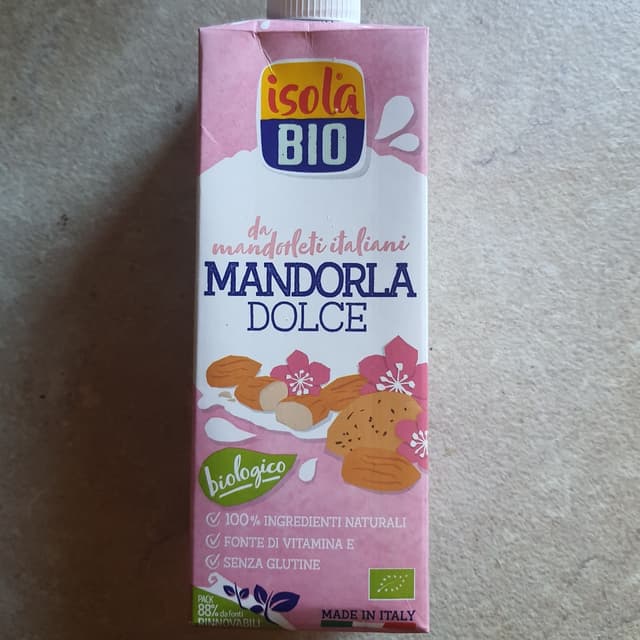 isola
BIO
da
mandorleti italiani
MANDORLA
DOLCE
biologico
100% INGREDIENTI NATURALI
FONTE DI VITAMINA E
SENZA GLUTINE
PACK
88% da fonti
RINNOVABILI
MADE IN ITALY